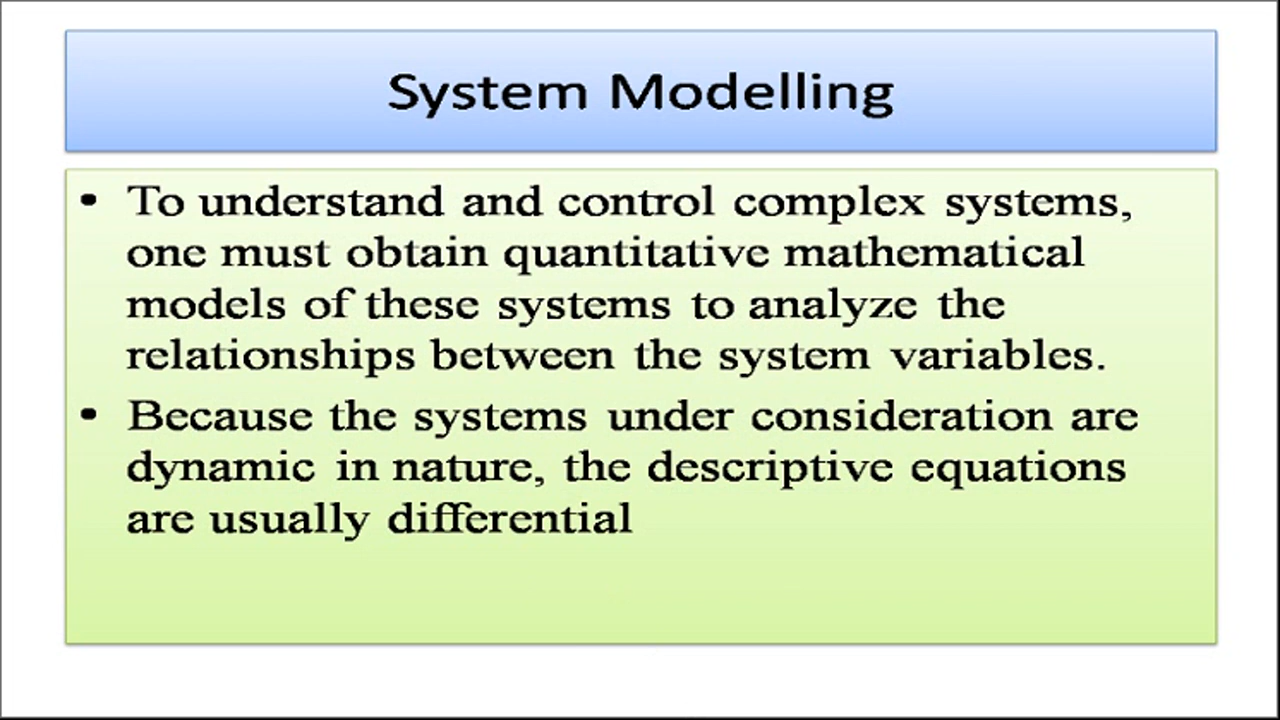 System Modelling
• To understand and control complex systems,
one must obtain quantitative mathematical
models of these systems to analyze the
relationships between the system variables.
• Because the systems under consideration are
dynamic in nature, the descriptive equations
are usually differential